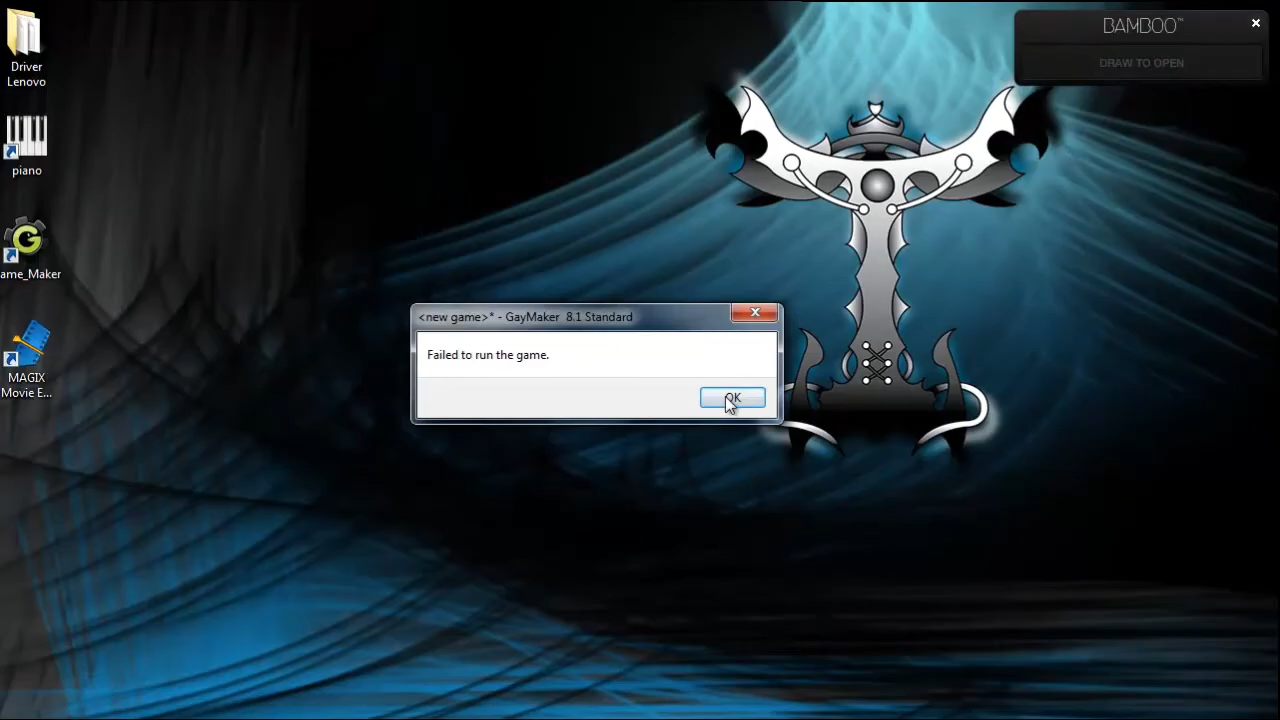 Driver
Lenovo
piano
ame_Maker
MAGIX
Movie E...
BAMBOO™
DRAW TO OPEN
<new game>* - GayMaker 8.1 Standard
Failed to run the game.
OK